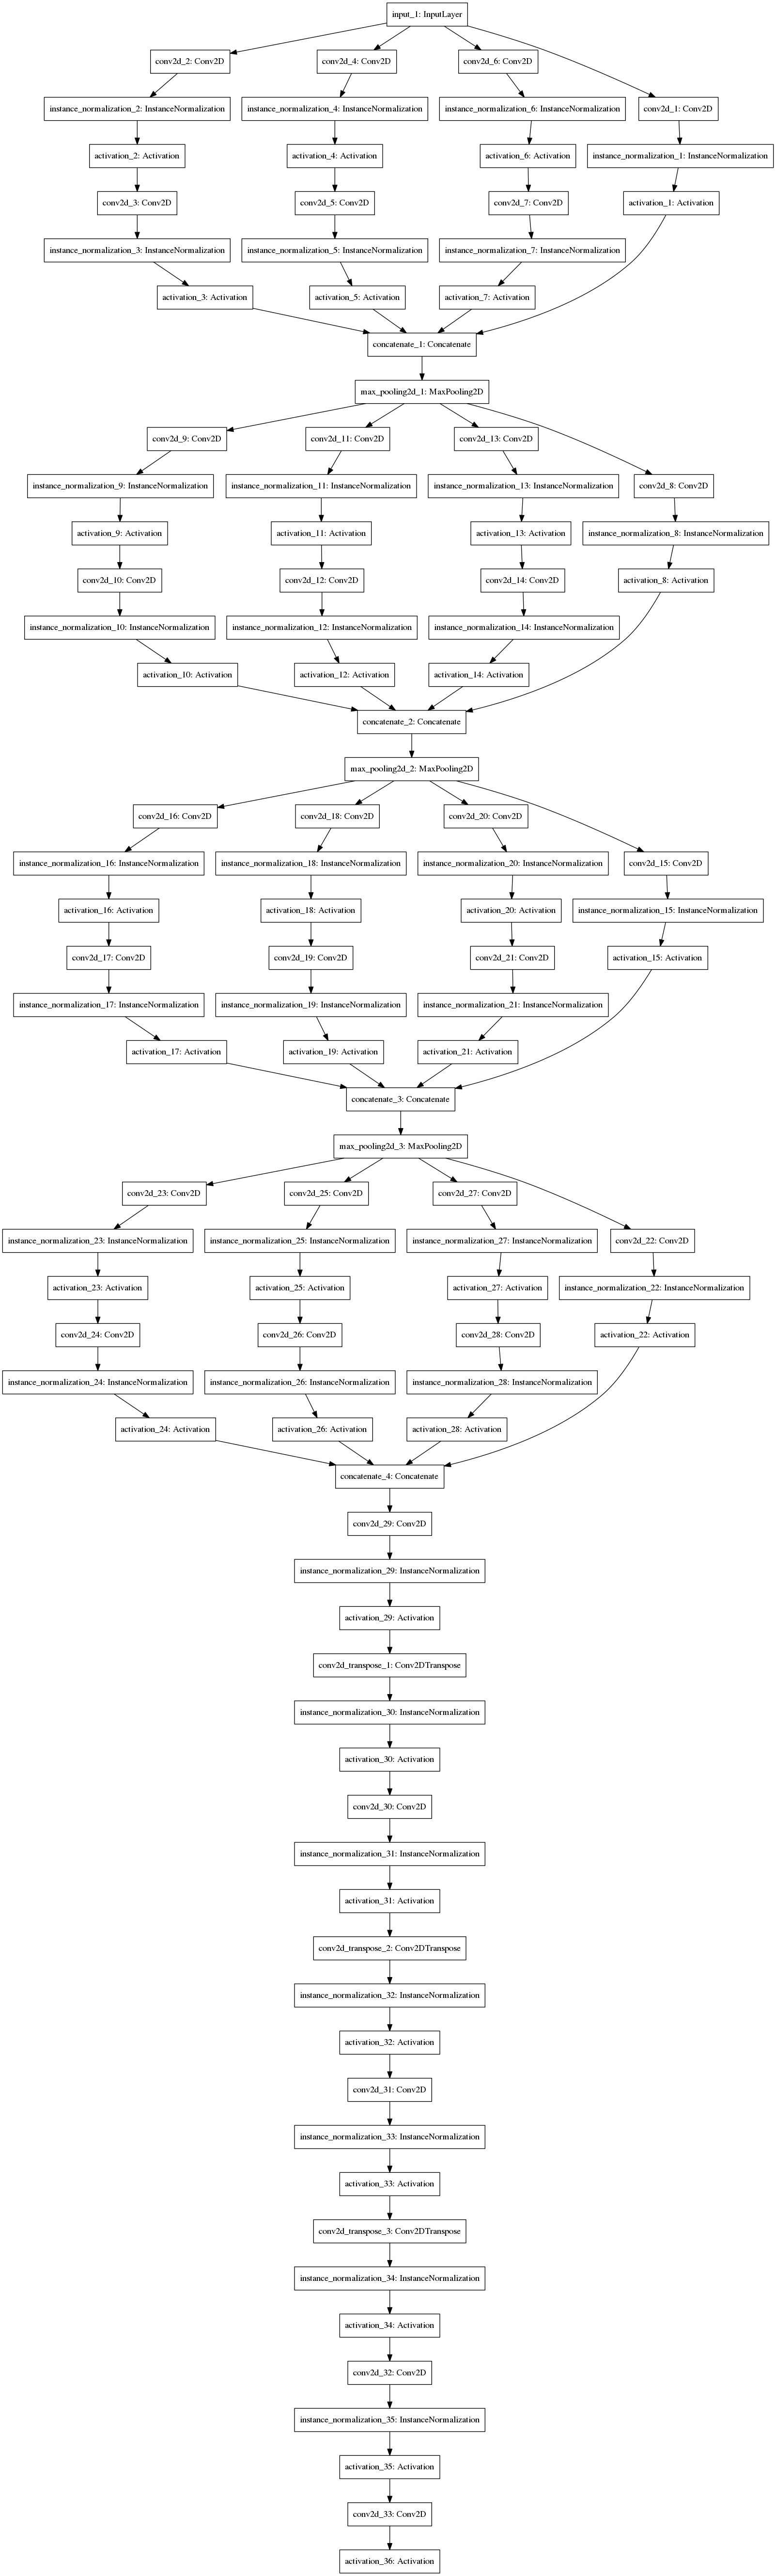 input_1: InputLayer
conv2d_2: Conv2D
conv2d_4: Conv2D
conv2d_6: Conv2D
instance_normalization_2: InstanceNormalization
instance_normalization_4: InstanceNormalization
instance_normalization_6: InstanceNormalization
conv2d_1: Conv2D
activation_2: Activation
activation_4: Activation
activation_6: Activation
instance_normalization_1: InstanceNormalization
conv2d_3: Conv2D
conv2d_5: Conv2D
conv2d_7: Conv2D
activation_1: Activation
instance_normalization_3: InstanceNormalization
instance_normalization_5: InstanceNormalization
instance_normalization_7: InstanceNormalization
activation_3: Activation
activation_5: Activation
activation_7: Activation
concatenate_1: Concatenate
max_pooling2d_1: MaxPooling2D
conv2d_9: Conv2D
conv2d_11: Conv2D
conv2d_13: Conv2D
instance_normalization_9: InstanceNormalization
instance_normalization_11: InstanceNormalization
instance_normalization_13: InstanceNormalization
conv2d_8: Conv2D
activation_9: Activation
activation_11: Activation
activation_13: Activation
instance_normalization_8: InstanceNormalization
conv2d_10: Conv2D
conv2d_12: Conv2D
conv2d_14: Conv2D
activation_8: Activation
instance_normalization_10: InstanceNormalization
instance_normalization_12: InstanceNormalization
instance_normalization_14: InstanceNormalization
activation_10: Activation
activation_12: Activation
activation_14: Activation
concatenate_2: Concatenate
max_pooling2d_2: MaxPooling2D
conv2d_16: Conv2D
conv2d_18: Conv2D
conv2d_20: Conv2D
instance_normalization_16: InstanceNormalization
instance_normalization_18: InstanceNormalization
instance_normalization_20: InstanceNormalization
conv2d_15: Conv2D
activation_16: Activation
activation_18: Activation
activation_20: Activation
instance_normalization_15: InstanceNormalization
conv2d_17: Conv2D
conv2d_19: Conv2D
conv2d_21: Conv2D
activation_15: Activation
instance_normalization_17: InstanceNormalization
instance_normalization_19: InstanceNormalization
instance_normalization_21: InstanceNormalization
activation_17: Activation
activation_19: Activation
activation_21: Activation
concatenate_3: Concatenate
max_pooling2d_3: MaxPooling2D
conv2d_23: Conv2D
conv2d_25: Conv2D
conv2d_27: Conv2D
instance_normalization_23: InstanceNormalization
instance_normalization_25: InstanceNormalization
instance_normalization_27: InstanceNormalization
conv2d_22: Conv2D
activation_23: Activation
activation_25: Activation
activation_27: Activation
instance_normalization_22: InstanceNormalization
conv2d_24: Conv2D
conv2d_26: Conv2D
conv2d_28: Conv2D
activation_22: Activation
instance_normalization_24: InstanceNormalization
instance_normalization_26: InstanceNormalization
instance_normalization_28: InstanceNormalization
activation_24: Activation
activation_26: Activation
activation_28: Activation
concatenate_4: Concatenate
conv2d_29: Conv2D
instance_normalization_29: InstanceNormalization
activation_29: Activation
conv2d_transpose_1: Conv2DTranspose
instance_normalization_30: InstanceNormalization
activation_30: Activation
conv2d_30: Conv2D
instance_normalization_31: InstanceNormalization
activation_31: Activation
conv2d_transpose_2: Conv2DTranspose
instance_normalization_32: InstanceNormalization
activation_32: Activation
conv2d_31: Conv2D
instance_normalization_33: InstanceNormalization
activation_33: Activation
conv2d_transpose_3: Conv2DTranspose
instance_normalization_34: InstanceNormalization
activation_34: Activation
conv2d_32: Conv2D
instance_normalization_35: InstanceNormalization
activation_35: Activation
conv2d_33: Conv2D
activation_36: Activation